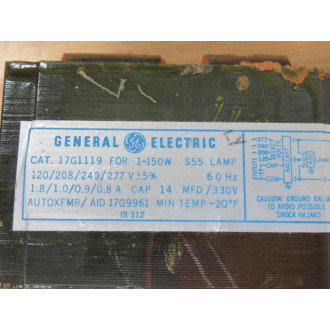 GENERAL GE ELECTRIC
CAT. 17G1119 FOR 1-150W S55 LAMP
120/208/240/277 V ± 5% 60 Hz
1.8/1.0/0.9/0.8 A CAP 14 MFD/330V
AUTOXFMR/ AID 17G9961 MIN TEMP -20°F
IS 112
BALLAST
CAUTION: GROUND BALLAST
TO AVOID POSSIBLE
SHOCK HAZARD